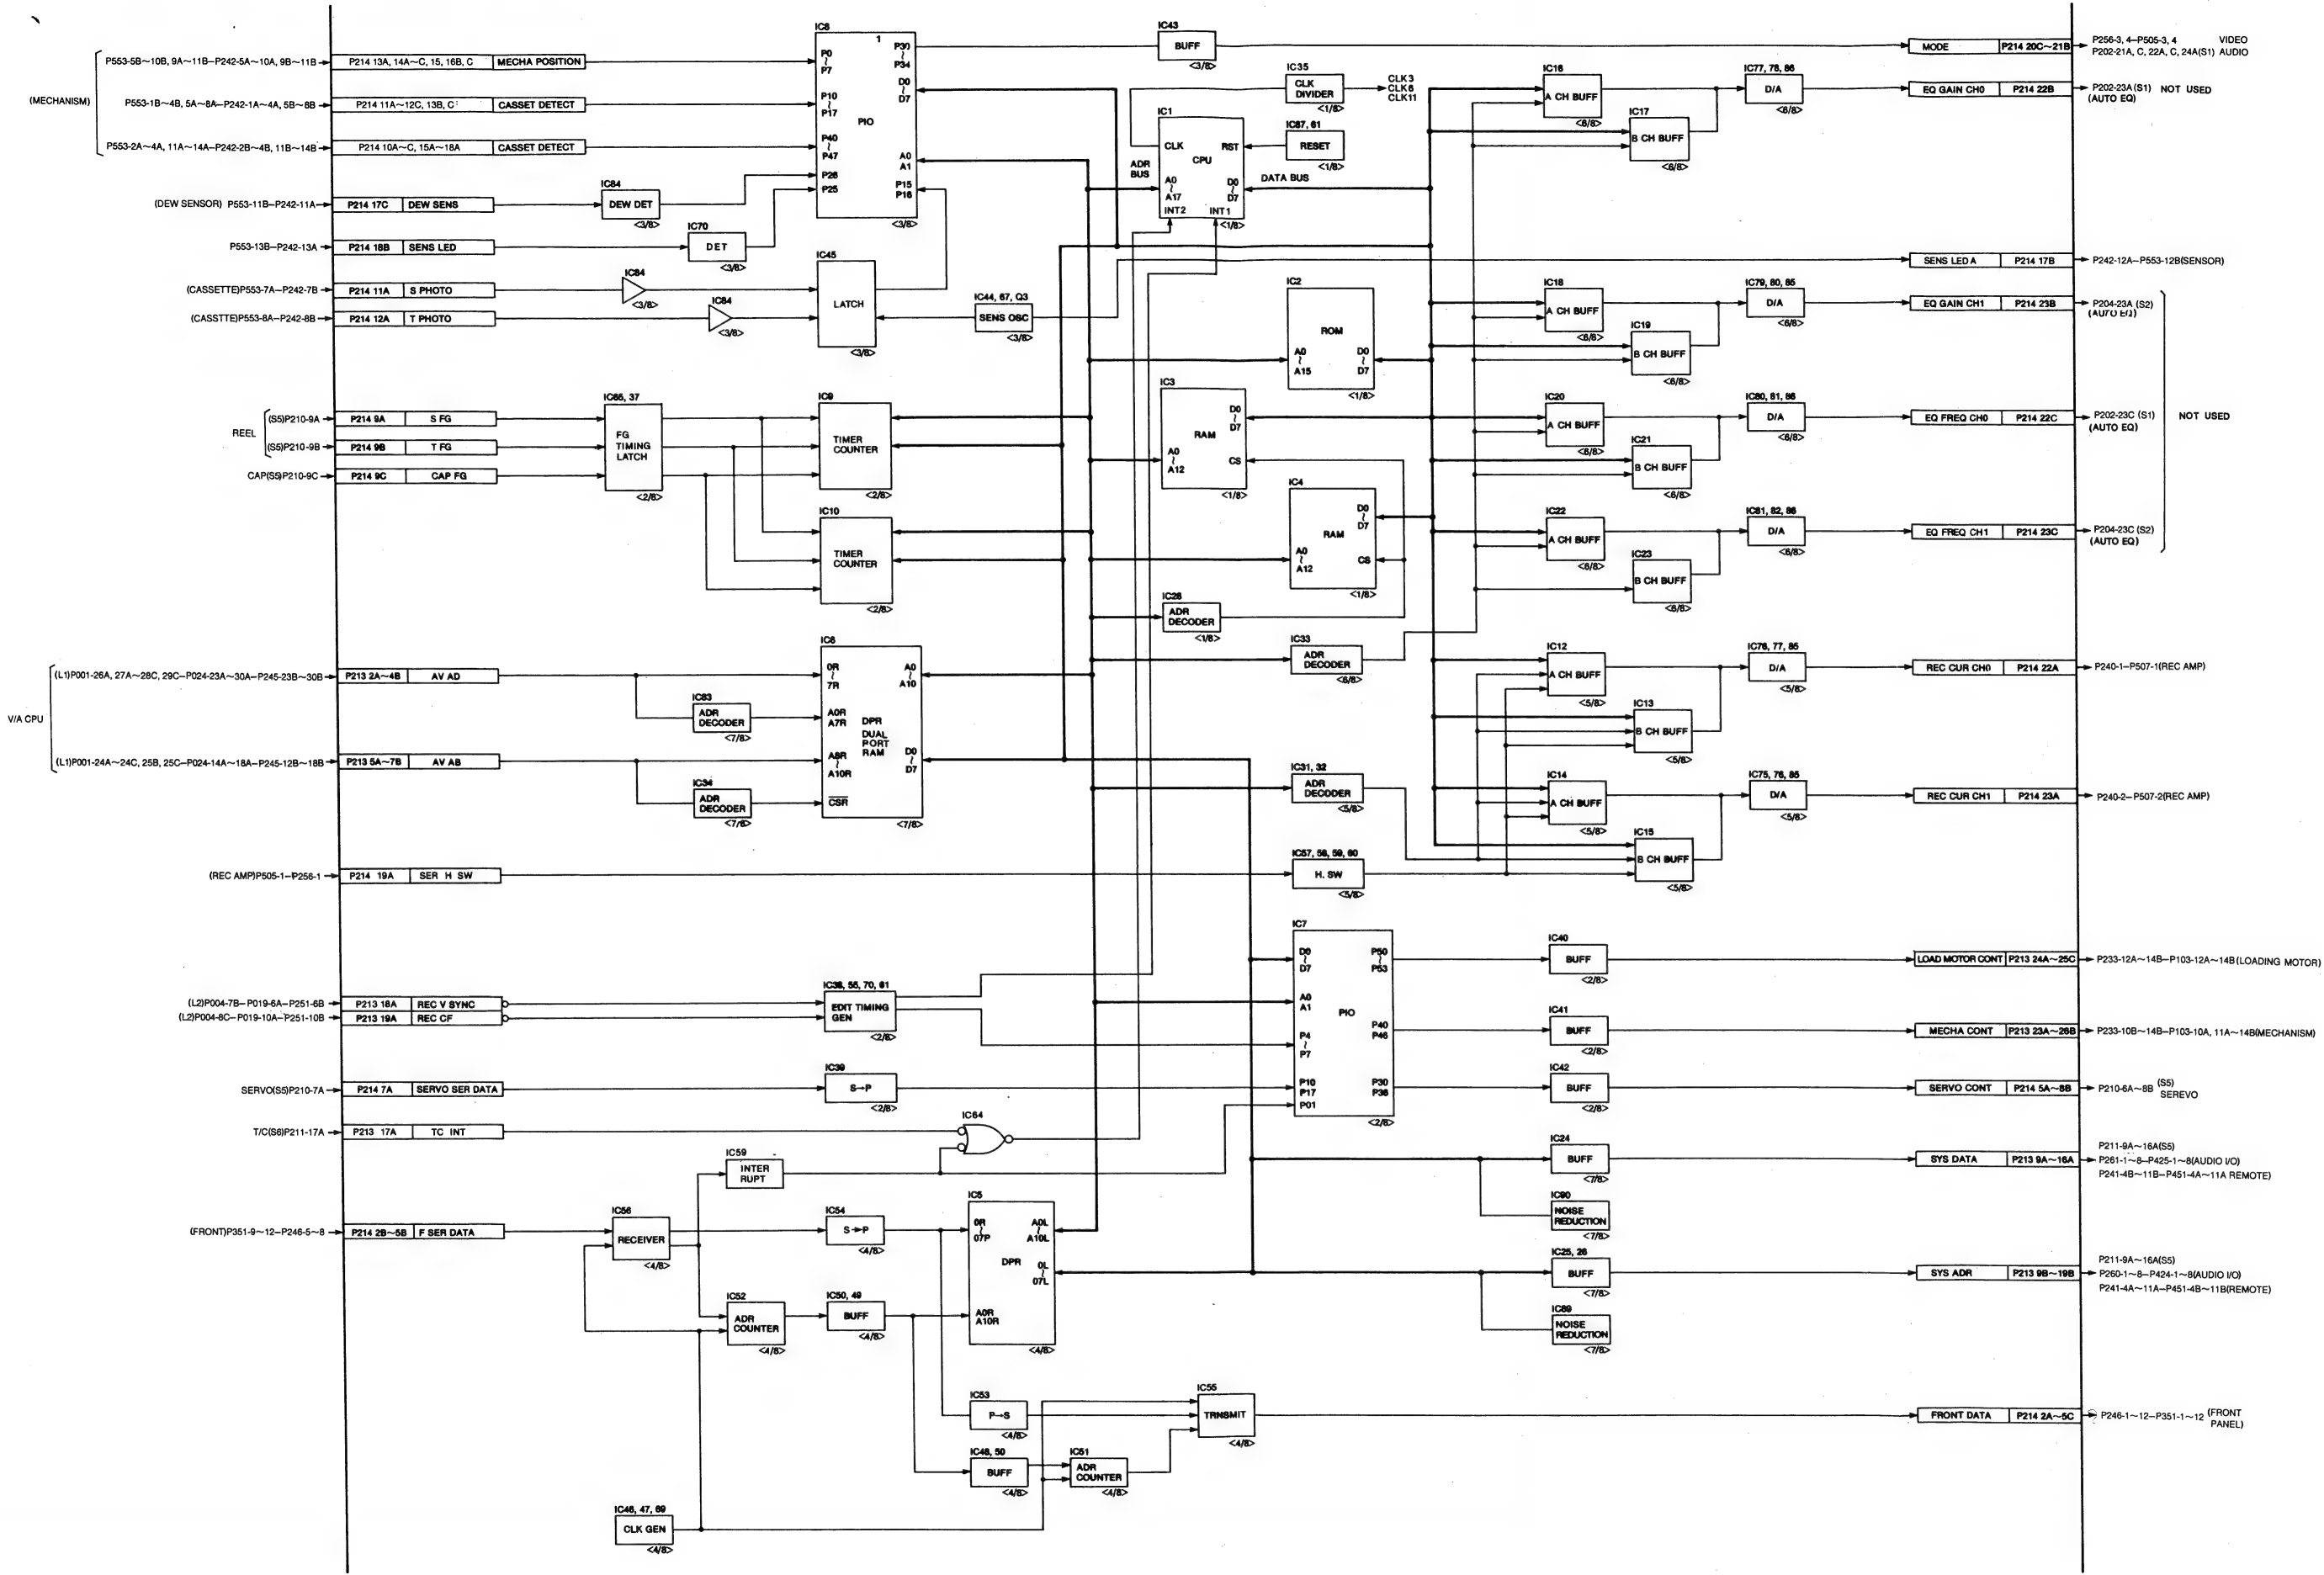 (MECHANISM)
P553-5B~10B, 9A~11B-P242-5A~10A, 9B~11B
P214 13A, 14A~C, 15, 16B, C MECHA POSITION
P553-1B~4B, 5A~8A-P242-1A~4A, 5B~8B
P214 11A~12C, 13B, C CASSET DETECT
P553-2A~4A, 11A~14A-P242-2B~4B, 11B~14B
P214 10A~C, 15A~18A CASSET DETECT
(DEW SENSOR) P553-11B-P242-11A
P214 17C DEW SENS
IC84
DEW DET
<3/8>
P553-13B-P242-13A
P214 18B SENS LED
IC70
DET
<3/8>
(CASSETTE)P553-7A-P242-7B
P214 11A S PHOTO
IC84
<3/8>
(CASSTTE)P553-8A-P242-8B
P214 12A T PHOTO
IC84
<3/8>
IC8
1
P0
~
P7
P30
~
P34
D0
~
D7
P10
~
P17
PIO
P40
~
P47
A0
A1
P26
P25
P15
P16
<3/8>
IC45
LATCH
<3/8>
IC44, 67, Q3
SENS OSC
<3/8>
IC43
BUFF
<3/8>
IC35
CLK
DIVIDER
<1/8>
CLK3
CLK6
CLK11
IC1
CLK
RST
CPU
A0
~
A17
D0
~
D7
INT2
INT1
<1/8>
ADR
BUS
IC87, 61
RESET
<1/8>
DATA BUS
IC2
ROM
A0
~
A15
D0
~
D7
<1/8>
IC3
RAM
D0
~
D7
A0
~
A12
CS
<1/8>
IC4
RAM
D0
~
D7
A0
~
A12
CS
<1/8>
IC28
ADR
DECODER
<1/8>
IC33
ADR
DECODER
<6/8>
REEL
(S5)P210-9A
P214 9A S FG
(S5)P210-9B
P214 9B T FG
CAP(S5)P210-9C
P214 9C CAP FG
IC65, 37
FG
TIMING
LATCH
<2/8>
IC9
TIMER
COUNTER
<2/8>
IC10
TIMER
COUNTER
<2/8>
V/A CPU
(L1)P001-26A, 27A~28C, 29C-P024-23A~30A-P245-23B~30B
P213 2A~4B AV AD
IC83
ADR
DECODER
<7/8>
(L1)P001-24A~24C, 25B, 25C-P024-14A~18A-P245-12B~18B
P213 5A~7B AV AB
IC34
ADR
DECODER
<7/8>
IC6
0R
~
7R
A0
~
A10
A0R
A7R
DPR
DUAL
PORT
RAM
A8R
~
A10R
D0
~
D7
CSR
<7/8>
IC31, 32
ADR
DECODER
<5/8>
(REC AMP)P505-1-P256-1
P214 19A SER H SW
IC57, 58, 59, 60
H. SW
<5/8>
IC16
A CH BUFF
<6/8>
IC17
B CH BUFF
<6/8>
IC77, 78, 86
D/A
<6/8>
IC18
A CH BUFF
<6/8>
IC19
B CH BUFF
<6/8>
IC79, 80, 85
D/A
<6/8>
IC20
A CH BUFF
<6/8>
IC21
B CH BUFF
<6/8>
IC80, 81, 86
D/A
<6/8>
IC22
A CH BUFF
<6/8>
IC23
B CH BUFF
<6/8>
IC81, 82, 86
D/A
<6/8>
IC12
A CH BUFF
<5/8>
IC13
B CH BUFF
<5/8>
IC76, 77, 85
D/A
<5/8>
IC14
A CH BUFF
<5/8>
IC15
B CH BUFF
<5/8>
IC75, 76, 85
D/A
<5/8>
MODE P214 20C~21B
P256-3, 4-P505-3, 4 VIDEO
P202-21A, C, 22A, C, 24A(S1) AUDIO
EQ GAIN CH0 P214 22B
P202-23A(S1) NOT USED
(AUTO EQ)
SENS LED A P214 17B
P242-12A-P553-12B(SENSOR)
EQ GAIN CH1 P214 23B
P204-23A (S2)
(AUTO EQ)
EQ FREQ CH0 P214 22C
P202-23C (S1)
(AUTO EQ)
NOT USED
EQ FREQ CH1 P214 23C
P204-23C (S2)
(AUTO EQ)
REC CUR CH0 P214 22A
P240-1-P507-1(REC AMP)
REC CUR CH1 P214 23A
P240-2-P507-2(REC AMP)
(L2)P004-7B-P019-6A-P251-6B
P213 18A REC V SYNC
(L2)P004-8C-P019-10A-P251-10B
P213 19A REC CF
IC38, 55, 70, 61
EDIT TIMING
GEN
<2/8>
SERVO(S5)P210-7A
P214 7A SERVO SER DATA
IC39
S→P
<2/8>
T/C(S6)P211-17A
P213 17A TC INT
IC64
IC59
INTER
RUPT
IC7
D0
~
D7
P50
~
P53
A0
~
A1
PIO
P4
~
P7
P40
P46
P10
P17
P30
P36
P01
<2/8>
IC40
BUFF
<2/8>
LOAD MOTOR CONT P213 24A~25C
P233-12A~14B-P103-12A~14B(LOADING MOTOR)
IC41
BUFF
<2/8>
MECHA CONT P213 23A~26B
P233-10B~14B-P103-10A, 11A~14B(MECHANISM)
IC42
BUFF
<2/8>
SERVO CONT P214 5A~8B
P210-6A~8B (S5)
SEREVO
IC24
BUFF
<7/8>
SYS DATA P213 9A~16A
P211-9A~16A(S5)
P261-1~8-P425-1~8(AUDIO I/O)
P241-4B~11B-P451-4A~11A REMOTE)
IC90
NOISE
REDUCTION
<7/8>
IC25, 26
BUFF
<7/8>
SYS ADR P213 9B~19B
P211-9A~16A(S5)
P260-1~8-P424-1~8(AUDIO I/O)
P241-4A~11A-P451-4B~11B(REMOTE)
IC89
NOISE
REDUCTION
<7/8>
(FRONT)P351-9~12-P246-5~8
P214 2B~5B F SER DATA
IC56
RECEIVER
<4/8>
IC54
S→P
<4/8>
IC5
0R
~
07P
A0L
~
A10L
DPR
0L
~
07L
A0R
A10R
<4/8>
IC52
ADR
COUNTER
<4/8>
IC50, 49
BUFF
<4/8>
IC53
P→S
<4/8>
IC55
TRNSMIT
<4/8>
FRONT DATA P214 2A~5C
P246-1~12-P351-1~12 (FRONT
PANEL)
IC48, 50
BUFF
<4/8>
IC51
ADR
COUNTER
<4/8>
IC46, 47, 69
CLK GEN
<4/8>